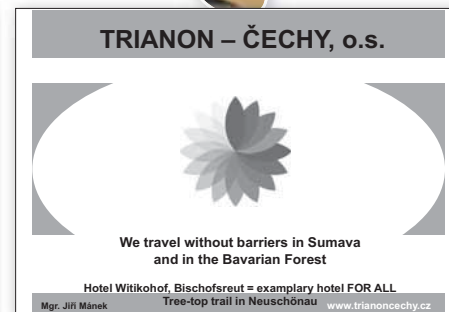 TRIANON – ČECHY, o.s.
We travel without barriers in Sumava
and in the Bavarian Forest
Hotel Witikohof, Bischofsreut = examplary hotel FOR ALL
Tree-top trail in Neuschönau
Mgr. Jiří Mánek
www.trianoncechy.cz